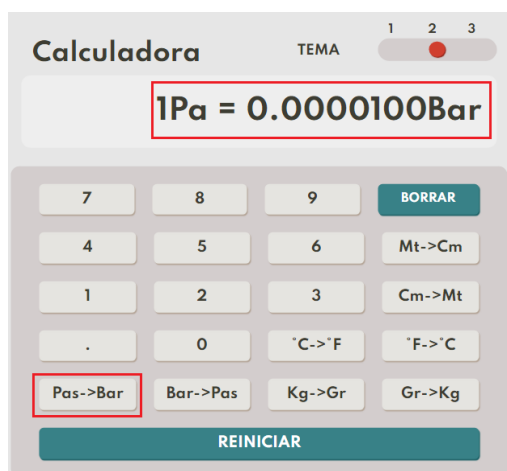 1 2 3
Calculadora TEMA
1Pa = 0.0000100Bar
7 8 9 BORRAR
4 5 6 Mt->Cm
1 2 3 Cm->Mt
. 0 °C->°F °F->°C
Pas->Bar Bar->Pas Kg->Gr Gr->Kg
REINICIAR